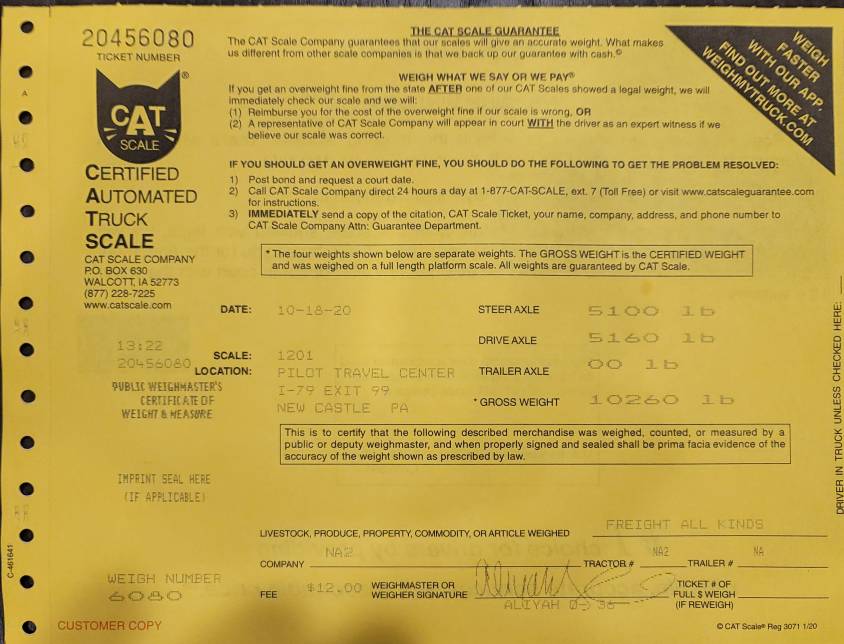 20456080
TICKET NUMBER
CAT
SCALE
®
CERTIFIED
AUTOMATED
TRUCK
SCALE
CAT SCALE COMPANY
P.O. BOX 630
WALCOTT, IA 52773
(877) 228-7225
www.catscale.com
THE CAT SCALE GUARANTEE
The CAT Scale Company guarantees that our scales will give an accurate weight. What makes
us different from other scale companies is that we back up our guarantee with cash.©
WEIGH WHAT WE SAY OR WE PAY®
If you get an overweight fine from the state AFTER one of our CAT Scales showed a legal weight, we will
immediately check our scale and we will:
(1) Reimburse you for the cost of the overweight fine if our scale is wrong, OR
(2) A representative of CAT Scale Company will appear in court WITH the driver as an expert witness if we
believe our scale was correct.
IF YOU SHOULD GET AN OVERWEIGHT FINE, YOU SHOULD DO THE FOLLOWING TO GET THE PROBLEM RESOLVED:
1) Post bond and request a court date.
2) Call CAT Scale Company direct 24 hours a day at 1-877-CAT-SCALE, ext. 7 (Toll Free) or visit www.catscaleguarantee.com
for instructions.
3) IMMEDIATELY send a copy of the citation, CAT Scale Ticket, your name, company, address, and phone number to
CAT Scale Company Attn: Guarantee Department.
WEIGH
FASTER
WITH OUR APP.
FIND OUT MORE AT
WEIGHMYTRUCK.COM
* The four weights shown below are separate weights. The GROSS WEIGHT is the CERTIFIED WEIGHT
and was weighed on a full length platform scale. All weights are guaranteed by CAT Scale.
DATE: 10-18-20
STEER AXLE 5100 lb
DRIVE AXLE 5160 lb
13:22
20456080
SCALE: 1201
LOCATION: PILOT TRAVEL CENTER
I-79 EXIT 99
NEW CASTLE PA
TRAILER AXLE 00 lb
* GROSS WEIGHT 10260 lb
PUBLIC WEIGHMASTER'S
CERTIFICATE OF
WEIGHT & MEASURE
This is to certify that the following described merchandise was weighed, counted, or measured by a
public or deputy weighmaster, and when properly signed and sealed shall be prima facia evidence of the
accuracy of the weight shown as prescribed by law.
IMPRINT SEAL HERE
(IF APPLICABLE)
DRIVER IN TRUCK UNLESS CHECKED HERE:
LIVESTOCK, PRODUCE, PROPERTY, COMMODITY, OR ARTICLE WEIGHED FREIGHT ALL KINDS
COMPANY NA2 TRACTOR # NA2 TRAILER # NA
WEIGH NUMBER
6080
FEE $12.00 WEIGHMASTER OR
WEIGHER SIGNATURE
ALIYAH
TICKET # OF
FULL $ WEIGH
(IF REWEIGH)
C-461641
CUSTOMER COPY
© CAT Scale® Reg 3071 1/20